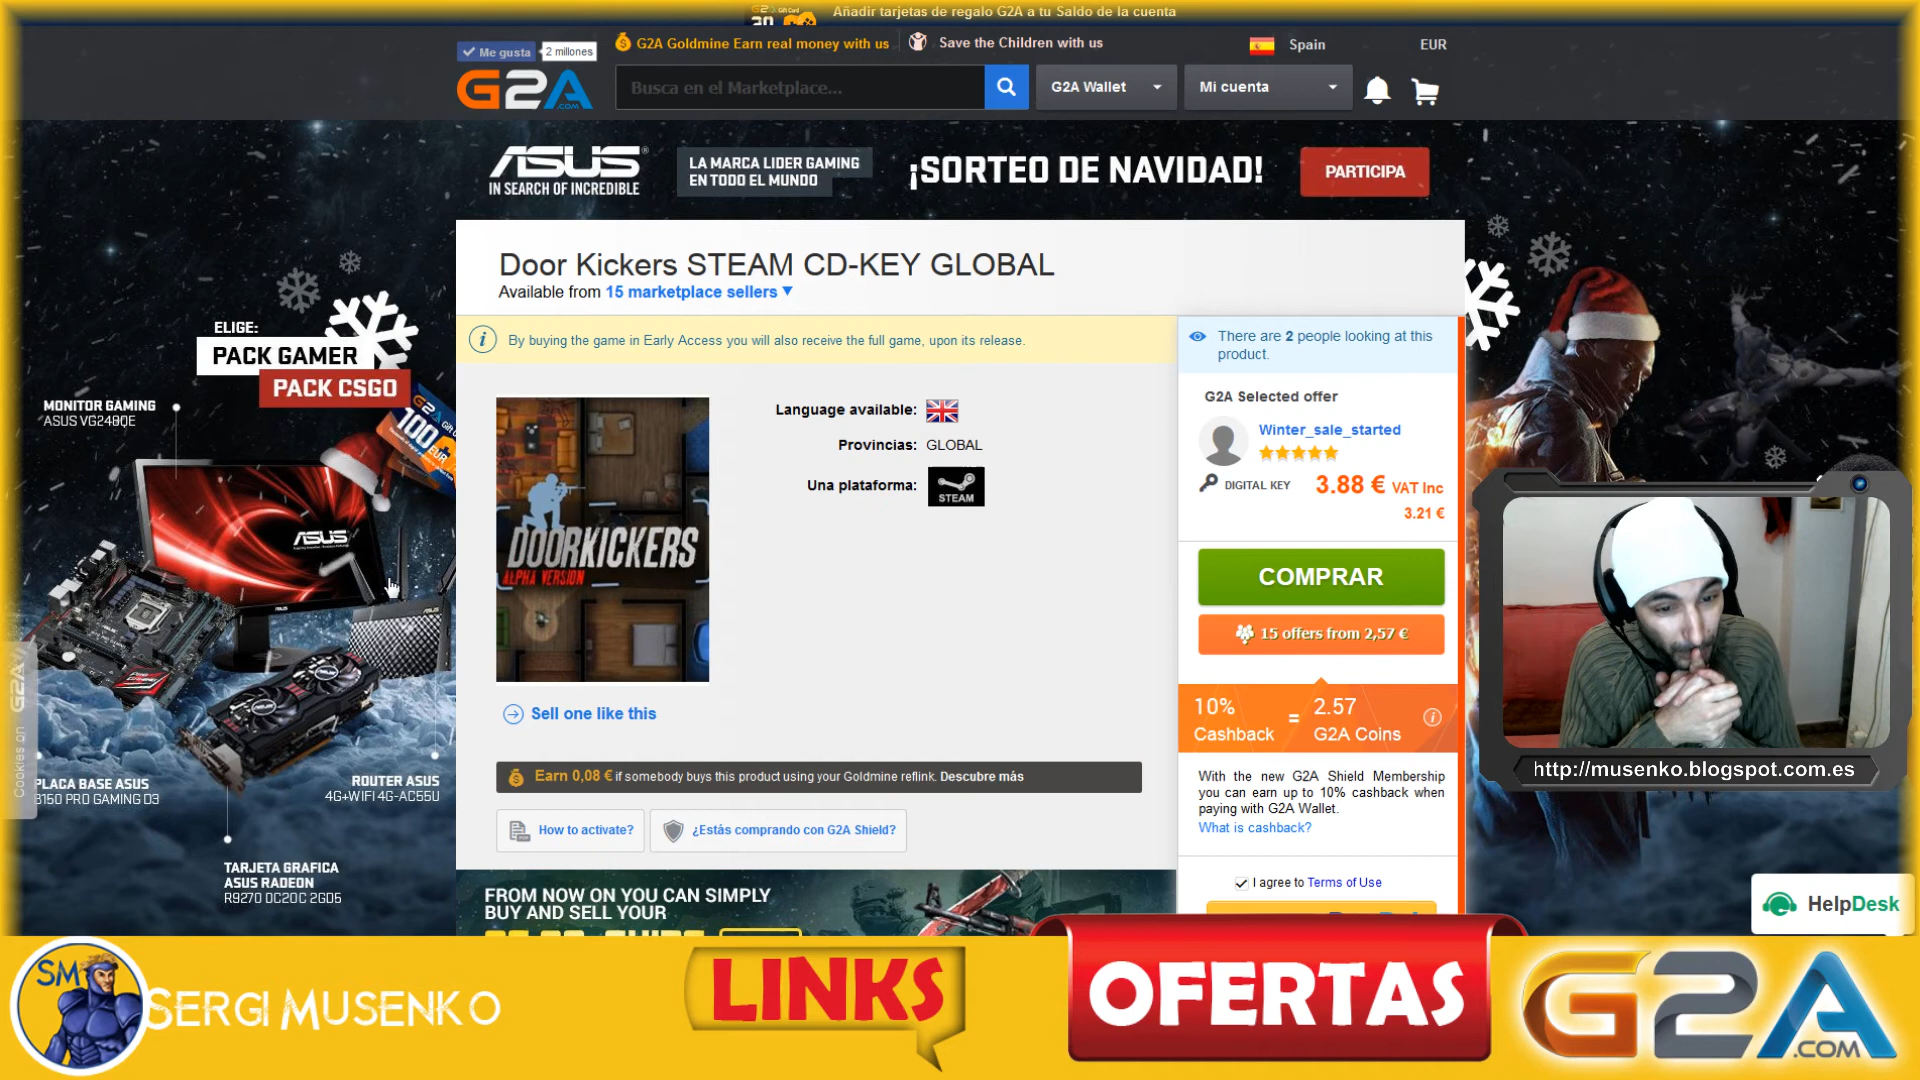 Añadir tarjetas de regalo G2A a tu Saldo de la cuenta
Me gusta
2 millones
G2A Goldmine Earn real money with us
Save the Children with us
Spain
EUR
G2A
.COM
Busca en el Marketplace...
G2A Wallet
Mi cuenta
ASUS
IN SEARCH OF INCREDIBLE
LA MARCA LIDER GAMING
EN TODO EL MUNDO
¡SORTEO DE NAVIDAD!
PARTICIPA
Door Kickers STEAM CD-KEY GLOBAL
Available from 15 marketplace sellers
By buying the game in Early Access you will also receive the full game, upon its release.
There are 2 people looking at this
product.
ELIGE:
PACK GAMER
PACK CSGO
MONITOR GAMING
ASUS VG248QE
100
EUR
ASUS
Language available:
Provincias: GLOBAL
Una plataforma:
STEAM
DOORKICKERS
ALPHA VERSION
G2A Selected offer
Winter_sale_started
DIGITAL KEY
3.88 € VAT Inc
3.21 €
COMPRAR
15 offers from 2,57 €
10%
Cashback
=
2.57
G2A Coins
Sell one like this
Earn 0,08 € if somebody buys this product using your Goldmine reflink. Descubre más
How to activate?
¿Estás comprando con G2A Shield?
With the new G2A Shield Membership
you can earn up to 10% cashback when
paying with G2A Wallet.
What is cashback?
I agree to Terms of Use
Cookies on G2A
PLACA BASE ASUS
B150 PRO GAMING D3
ROUTER ASUS
4G+WIFI 4G-AC55U
TARJETA GRAFICA
ASUS RADEON
R9270 DC2OC 2GD5
FROM NOW ON YOU CAN SIMPLY
BUY AND SELL YOUR
http://musenko.blogspot.com.es
HelpDesk
SM
SERGI MUSENKO
LINKS
OFERTAS
G2A
.COM